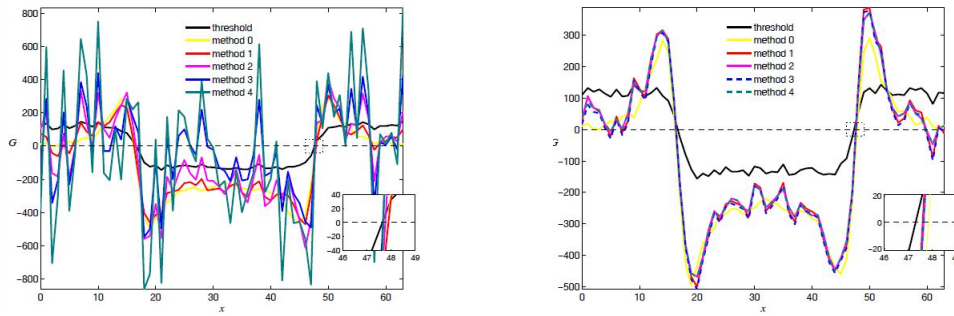 800
600
400
200
G 0
−200
−400
−600
−800
0 10 20 30 40 50 60
x
threshold
method 0
method 1
method 2
method 3
method 4
40
20
0
−20
−40
46 47 48 49
300
200
100
G 0
−100
−200
−300
−400
−500
0 10 20 30 40 50 60
x
threshold
method 0
method 1
method 2
method 3
method 4
20
0
−20
46 47 48 49